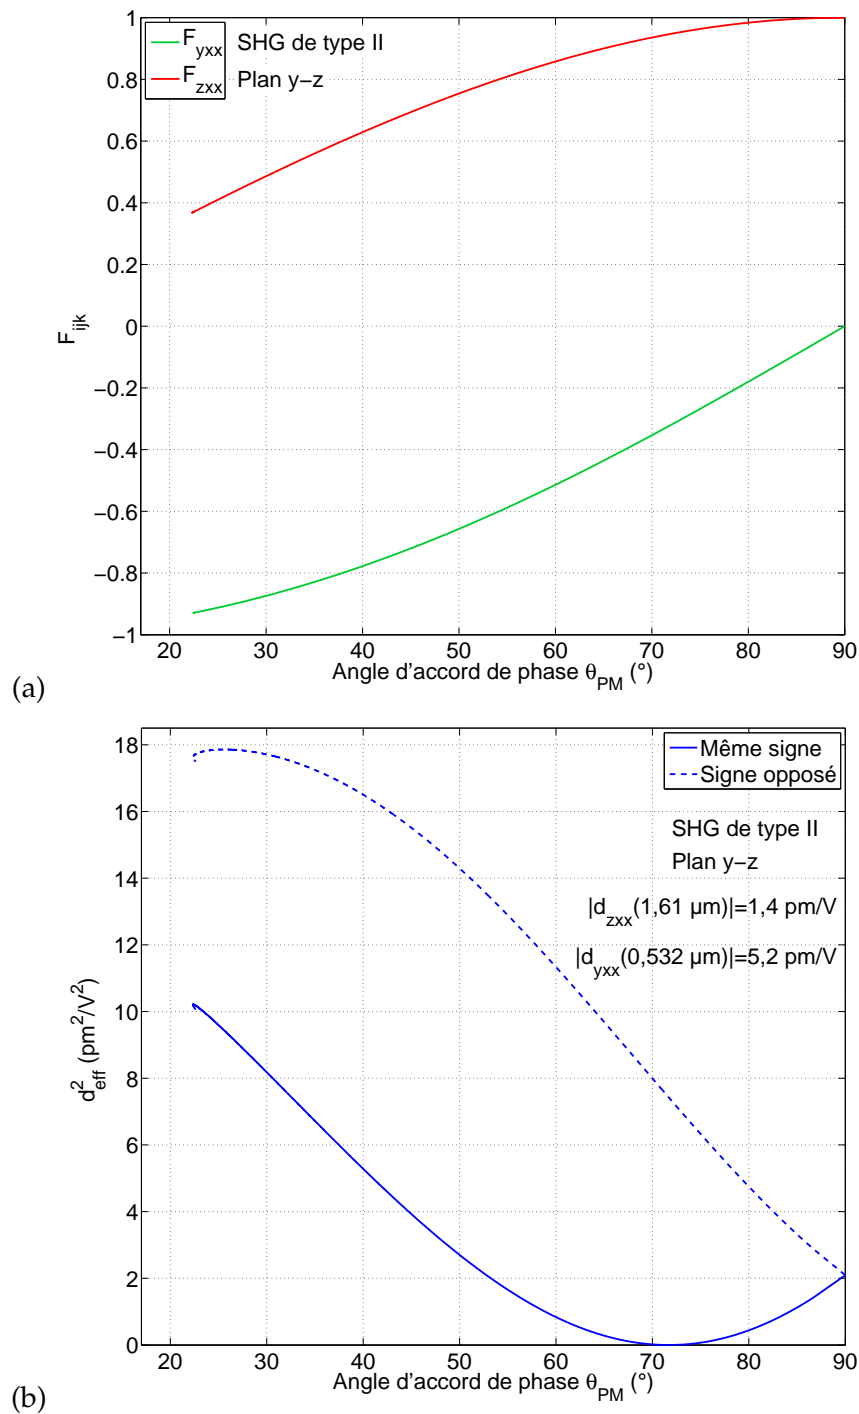 1
0.8
0.6
0.4
0.2
0
−0.2
−0.4
−0.6
−0.8
−1
F_ijk
F_yxx SHG de type II
F_zxx Plan y−z
20 30 40 50 60 70 80 90
Angle d'accord de phase θ_PM (°)
(a)
18
16
14
12
10
8
6
4
2
0
d²_eff (pm²/V²)
Même signe
Signe opposé
SHG de type II
Plan y−z
|d_zxx(1,61 µm)|=1,4 pm/V
|d_yxx(0,532 µm)|=5,2 pm/V
20 30 40 50 60 70 80 90
Angle d'accord de phase θ_PM (°)
(b)